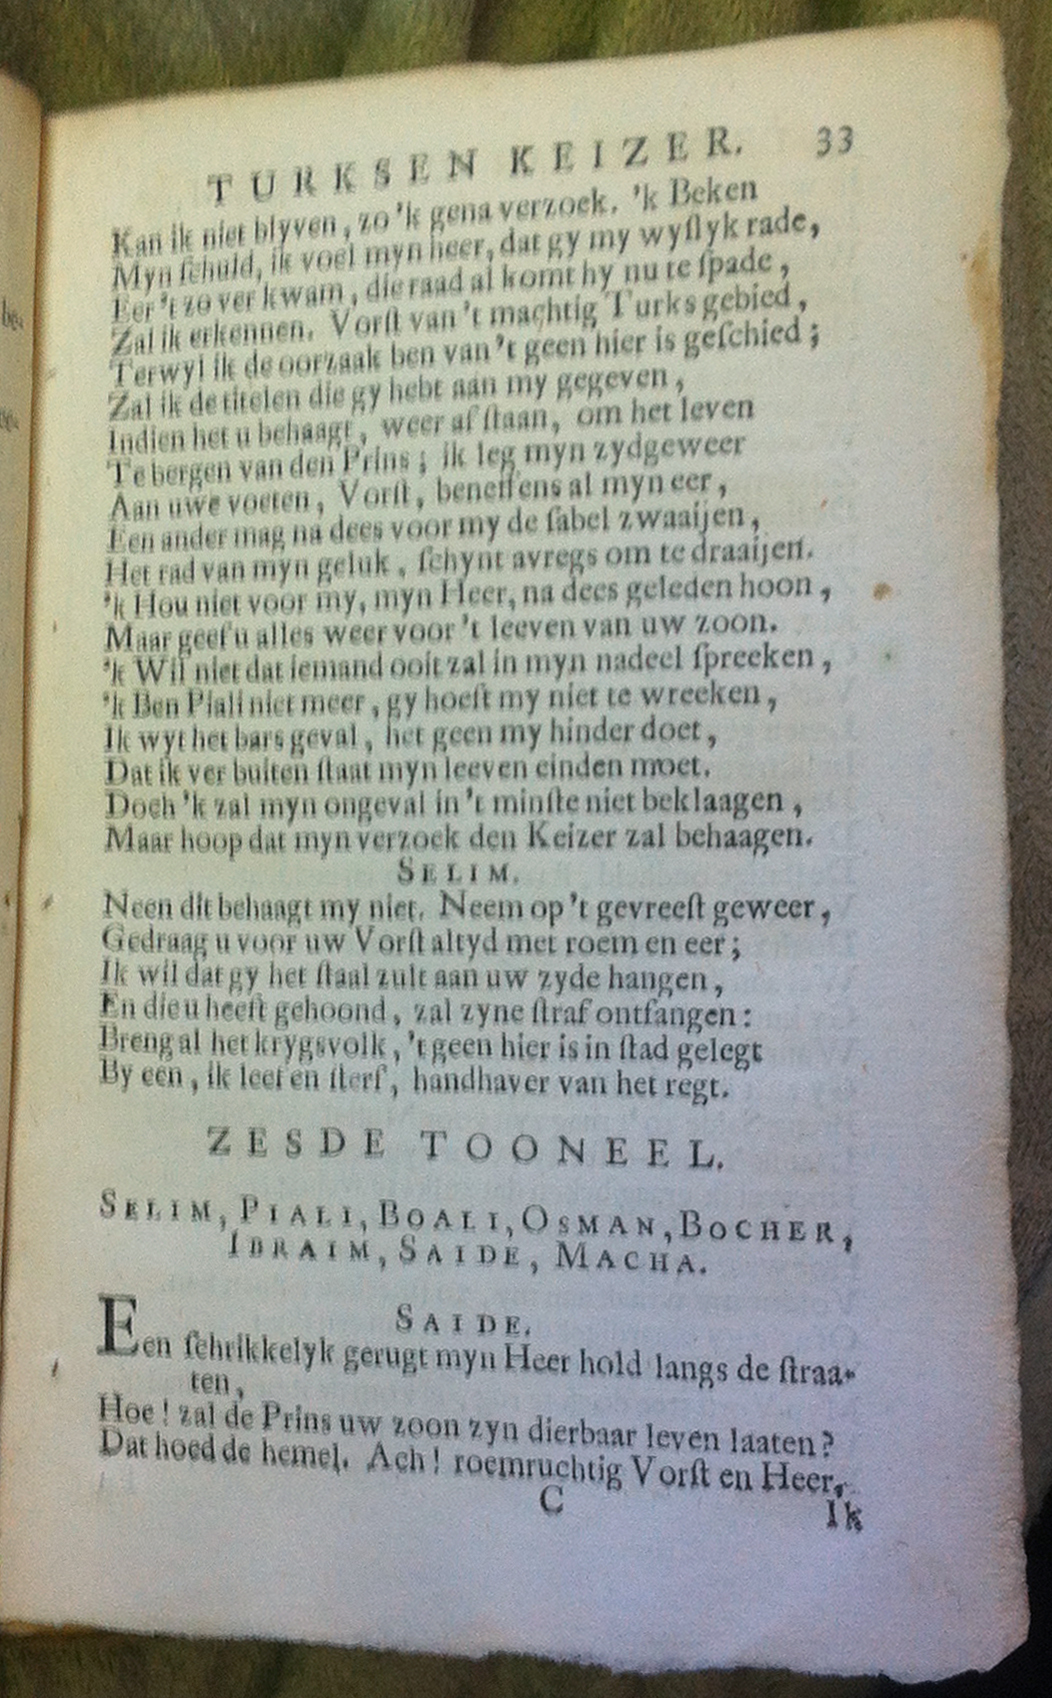 TURKSEN KEIZER. 33
Kan ik niet blyven, zo 'k gena verzoek. 'k Beken
Myn ſchuld, ik voel myn heer, dat gy my wyſlyk rade,
Eer 't zo ver kwam, die raad al komt hy nu te ſpade,
Zal ik erkennen. Vorſt van 't machtig Turks gebied,
Terwyl ik de oorzaak ben van 't geen hier is geſchied;
Zal ik de titelen die gy hebt aan my gegeven,
Indien het u behaagt, weer af ſtaan, om het leven
Te bergen van den Prins; ik leg myn zydgeweer
Aan uwe voeten, Vorſt, beneffens al myn eer,
Een ander mag na dees voor my de ſabel zwaaijen,
Het rad van myn geluk, ſchynt avregs om te draaijen.
'k Hou niet voor my, myn Heer, na dees geleden hoon,
Maar geef u alles weer voor 't leeven van uw zoon.
'k Wil niet dat iemand ooit zal in myn nadeel ſpreeken,
'k Ben Piali niet meer, gy hoeft my niet te wreeken,
Ik wyt het bars geval, het geen my hinder doet,
Dat ik ver buiten ſtaat myn leeven einden moet.
Doch 'k zal myn ongeval in 't minſte niet beklaagen,
Maar hoop dat myn verzoek den Keizer zal behaagen.
SELIM.
Neen dit behaagt my niet. Neem op 't gevreeſt geweer,
Gedraag u voor uw Vorſt altyd met roem en eer;
Ik wil dat gy het ſtaal zult aan uw zyde hangen,
En die u heeft gehoond, zal zyne ſtraf ontfangen:
Breng al het krygsvolk, 't geen hier is in ſtad gelegt
By een, ik leef en ſterf, handhaver van het regt.
ZESDE TOONEEL.
SELIM, PIALI, BOALI, OSMAN, BOCHER,
IBRAIM, SAIDE, MACHA.
SAIDE.
Een ſchrikkelyk gerugt myn Heer hold langs de ſtraa-
ten,
Hoe! zal de Prins uw zoon zyn dierbaar leven laaten?
Dat hoed de hemel. Ach! roemruchtig Vorſt en Heer,
C
Ik